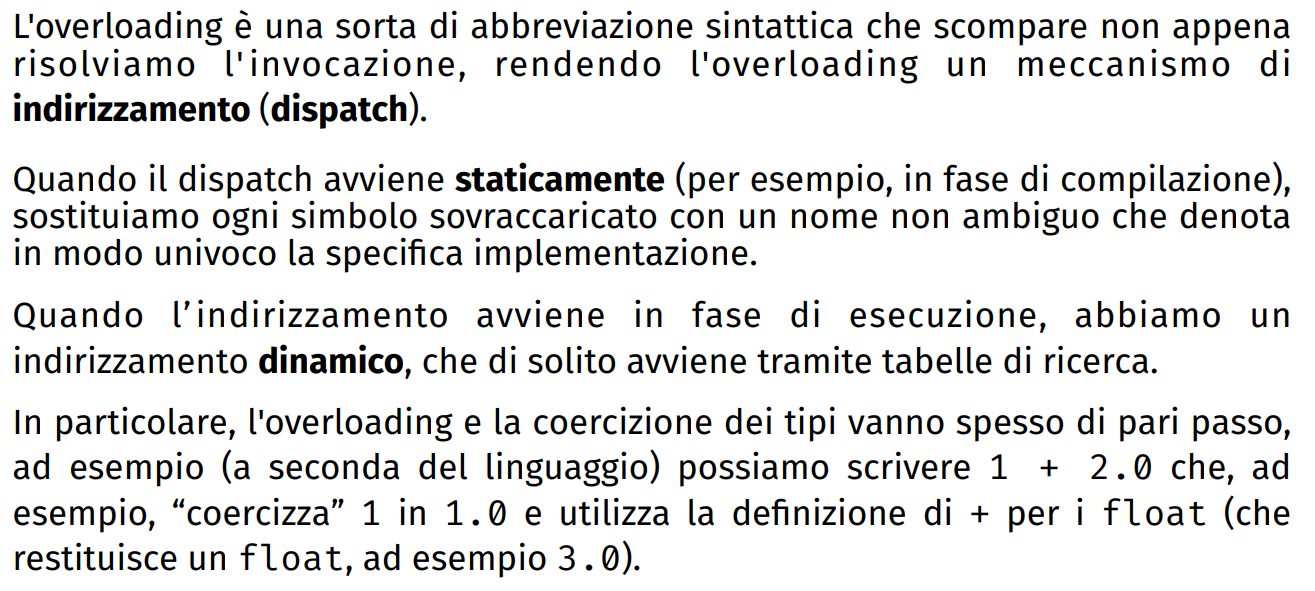 L'overloading è una sorta di abbreviazione sintattica che scompare non appena
risolviamo l'invocazione, rendendo l'overloading un meccanismo di
indirizzamento (dispatch).
Quando il dispatch avviene staticamente (per esempio, in fase di compilazione),
sostituiamo ogni simbolo sovraccaricato con un nome non ambiguo che denota
in modo univoco la specifica implementazione.
Quando l’indirizzamento avviene in fase di esecuzione, abbiamo un
indirizzamento dinamico, che di solito avviene tramite tabelle di ricerca.
In particolare, l'overloading e la coercizione dei tipi vanno spesso di pari passo,
ad esempio (a seconda del linguaggio) possiamo scrivere 1 + 2.0 che, ad
esempio, “coercizza” 1 in 1.0 e utilizza la definizione di + per i float (che
restituisce un float, ad esempio 3.0).